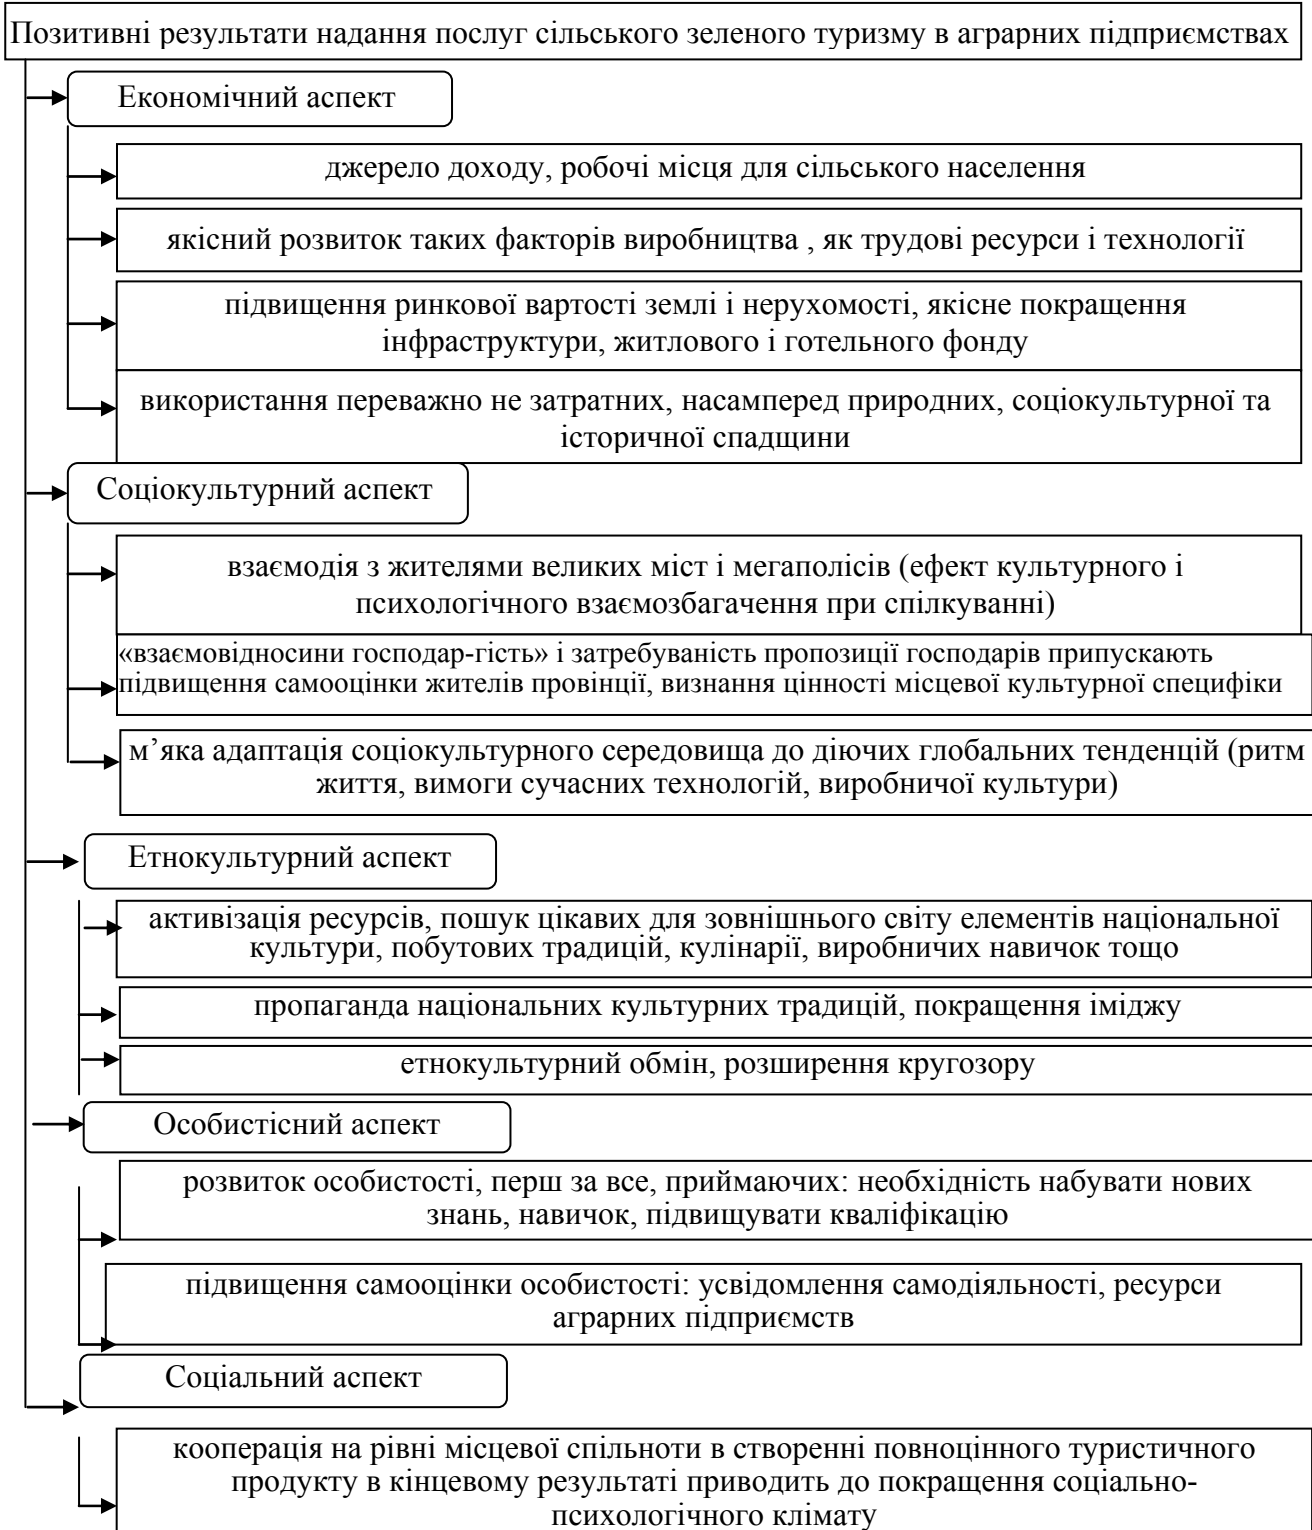 Позитивні результати надання послуг сільського зеленого туризму в аграрних підприємствах
Економічний аспект
джерело доходу, робочі місця для сільського населення
якісний розвиток таких факторів виробництва , як трудові ресурси і технології
підвищення ринкової вартості землі і нерухомості, якісне покращення
інфраструктури, житлового і готельного фонду
використання переважно не затратних, насамперед природних, соціокультурної та
історичної спадщини
Соціокультурний аспект
взаємодія з жителями великих міст і мегаполісів (ефект культурного і
психологічного взаємозбагачення при спілкуванні)
«взаємовідносини господар-гість» і затребуваність пропозиції господарів припускають
підвищення самооцінки жителів провінції, визнання цінності місцевої культурної специфіки
м’яка адаптація соціокультурного середовища до діючих глобальних тенденцій (ритм
життя, вимоги сучасних технологій, виробничої культури)
Етнокультурний аспект
активізація ресурсів, пошук цікавих для зовнішнього світу елементів національної
культури, побутових традицій, кулінарії, виробничих навичок тощо
пропаганда національних культурних традицій, покращення іміджу
етнокультурний обмін, розширення кругозору
Особистісний аспект
розвиток особистості, перш за все, приймаючих: необхідність набувати нових
знань, навичок, підвищувати кваліфікацію
підвищення самооцінки особистості: усвідомлення самодіяльності, ресурси
аграрних підприємств
Соціальний аспект
кооперація на рівні місцевої спільноти в створенні повноцінного туристичного
продукту в кінцевому результаті приводить до покращення соціально-
психологічного клімату